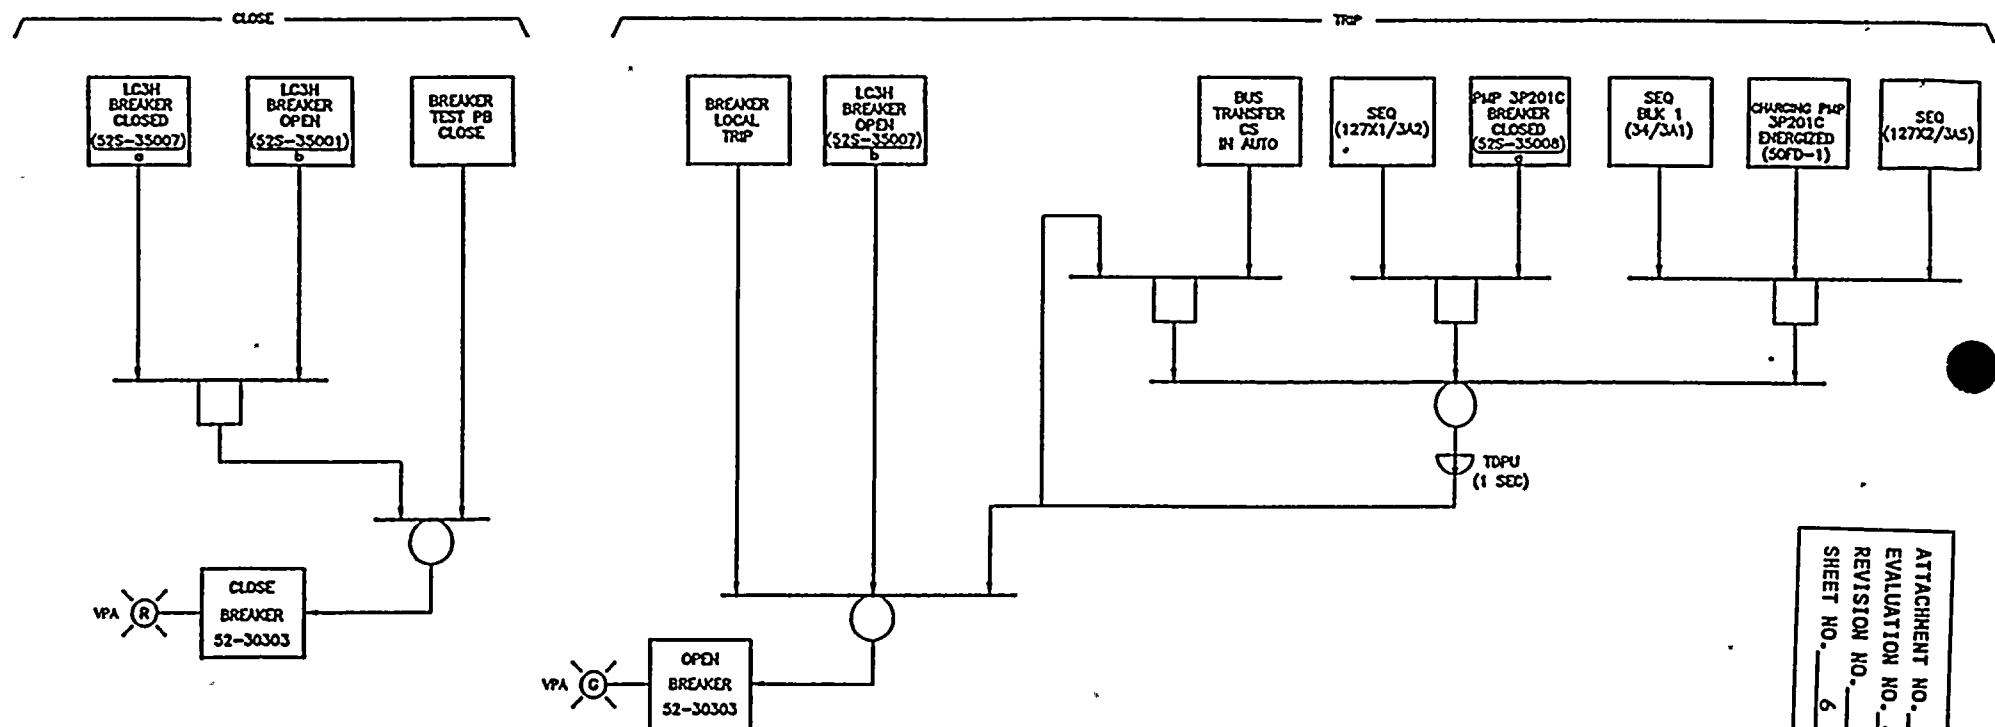 CLOSE
TRIP
LC3H
BREAKER
CLOSED
(52S-35007)
a
LC3H
BREAKER
OPEN
(52S-35001)
b
BREAKER
TEST PB
CLOSE
BREAKER
LOCAL
TRIP
LC3H
BREAKER
OPEN
(52S-35007)
b
BUS
TRANSFER
CS
IN AUTO
SEQ
(127X1/3A2)
PMP 3P201C
BREAKER
CLOSED
(52S-35008)
a
SEQ
BLK 1
(34/3A1)
CHARGING PMP
3P201C
ENERGIZED
(50FD-1)
SEQ
(127X2/3A5)
TDPU
(1 SEC)
CLOSE
BREAKER
52-30303
VPA
R
OPEN
BREAKER
52-30303
VPA
G
ATTACHMENT NO.
EVALUATION NO.
REVISION NO.
SHEET NO. 6